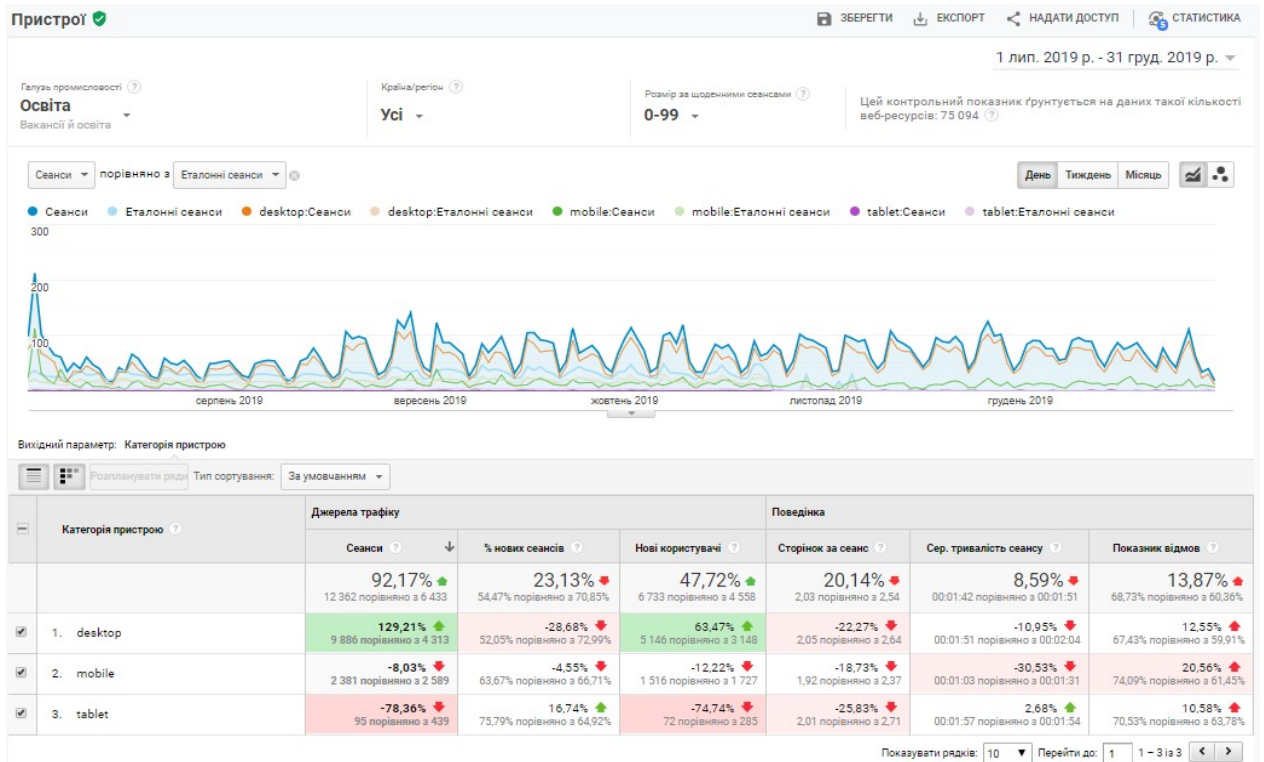 Пристрої
ЗБЕРЕГТИ ЕКСПОРТ НАДАТИ ДОСТУП 5 СТАТИСТИКА
1 лип. 2019 р. - 31 груд. 2019 р.
Галузь промисловості ?
Освіта
Вакансії й освіта
Країна/регіон ?
Усі
Розмір за щоденними сеансами ?
0-99
Цей контрольний показник ґрунтується на даних такої кількості
веб-ресурсів: 75 094 ?
Сеанси порівняно з Еталонні сеанси
День Тиждень Місяць
Сеанси Еталонні сеанси desktop:Сеанси desktop:Еталонні сеанси mobile:Сеанси mobile:Еталонні сеанси tablet:Сеанси tablet:Еталонні сеанси
300
200
100
серпень 2019 вересень 2019 жовтень 2019 листопад 2019 грудень 2019
Вихідний параметр: Категорія пристрою
Розпланувати ряди Тип сортування: За умовчанням
Категорія пристрою ?
Джерела трафіку Поведінка
Сеанси ? % нових сеансів ? Нові користувачі ? Сторінок за сеанс ? Сер. тривалість сеансу ? Показник відмов ?
92,17% 23,13% 47,72% 20,14% 8,59% 13,87%
12 362 порівняно з 6 433 54,47% порівняно з 70,85% 6 733 порівняно з 4 558 2,03 порівняно з 2,54 00:01:42 порівняно з 00:01:51 68,73% порівняно з 60,36%
1. desktop 129,21% -28,68% 63,47% -22,27% -10,95% 12,55%
9 886 порівняно з 4 313 52,05% порівняно з 72,99% 5 146 порівняно з 3 148 2,05 порівняно з 2,64 00:01:51 порівняно з 00:02:04 67,43% порівняно з 59,91%
2. mobile -8,03% -4,55% -12,22% -18,73% -30,53% 20,56%
2 381 порівняно з 2 589 63,67% порівняно з 66,71% 1 516 порівняно з 1 727 1,92 порівняно з 2,37 00:01:03 порівняно з 00:01:31 74,09% порівняно з 61,45%
3. tablet -78,36% 16,74% -74,74% -25,83% 2,68% 10,58%
95 порівняно з 439 75,79% порівняно з 64,92% 72 порівняно з 285 2,01 порівняно з 2,71 00:01:57 порівняно з 00:01:54 70,53% порівняно з 63,78%
Показувати рядків: 10 Перейти до: 1 1 – 3 із 3